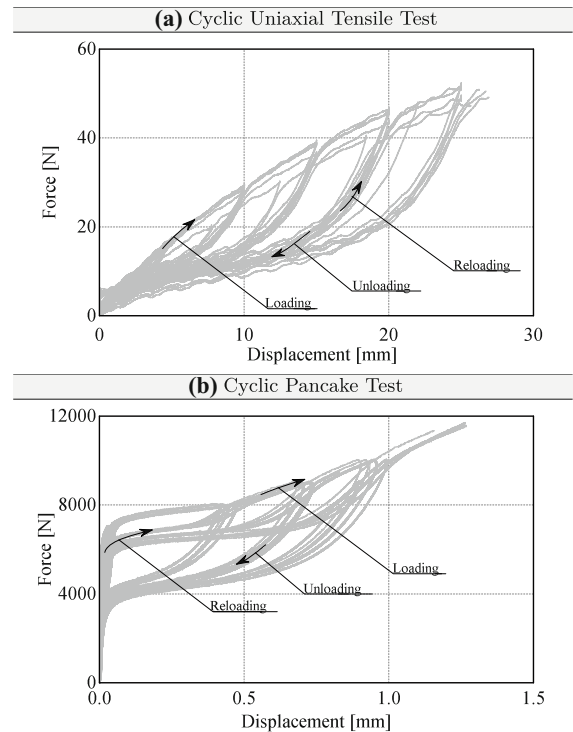 (a) Cyclic Uniaxial Tensile Test
60
40
20
0
Force [N]
Reloading
Unloading
Loading
0 10 20 30
Displacement [mm]
(b) Cyclic Pancake Test
12000
8000
4000
0
Force [N]
Loading
Unloading
Reloading
0.0 0.5 1.0 1.5
Displacement [mm]